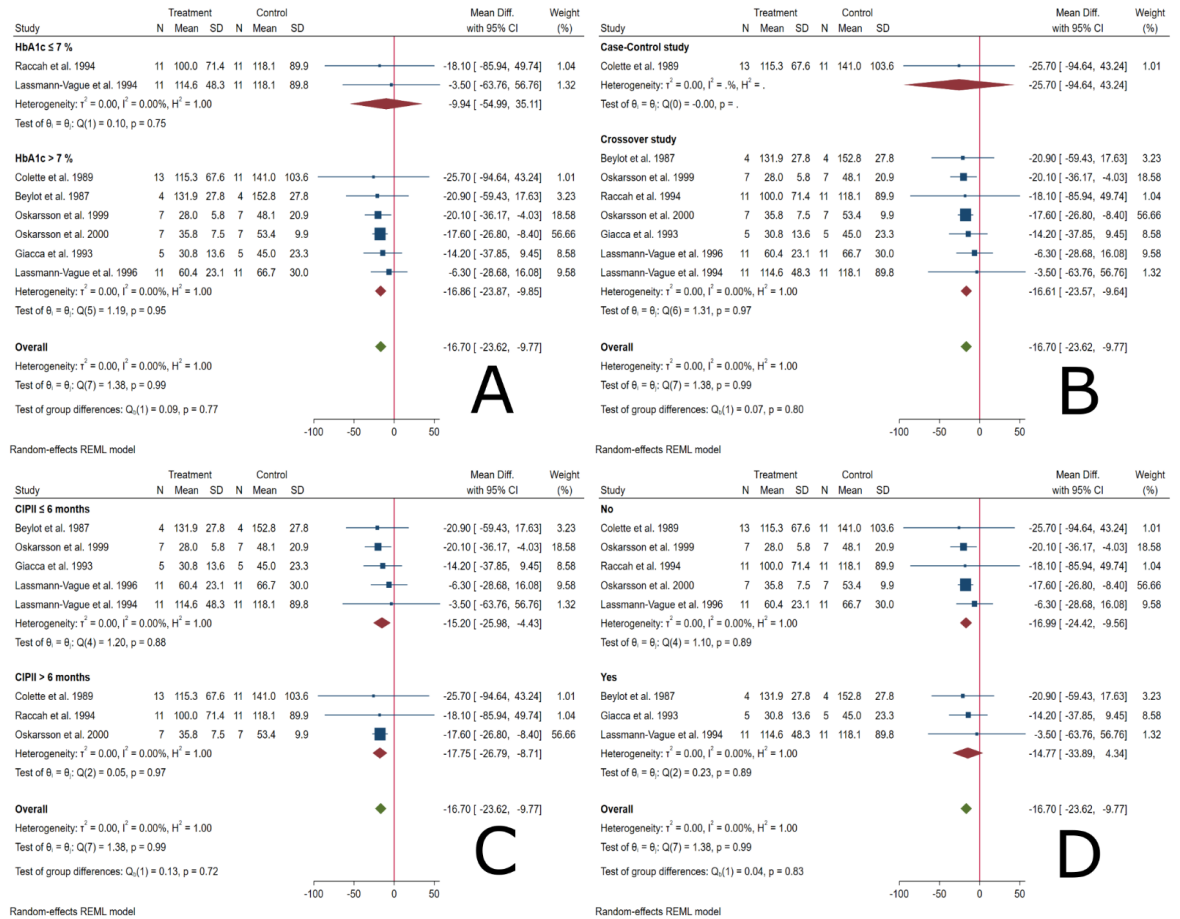 Treatment Control Mean Diff. Weight
Study N Mean SD N Mean SD with 95% CI (%)
HbA1c ≤ 7 %
Raccah et al. 1994 11 100.0 71.4 11 118.1 89.9 -18.10 [ -85.94, 49.74] 1.04
Lassmann-Vague et al. 1994 11 114.6 48.3 11 118.1 89.8 -3.50 [ -63.76, 56.76] 1.32
Heterogeneity: τ² = 0.00, I² = 0.00%, H² = 1.00 -9.94 [ -54.99, 35.11]
Test of θᵢ = θⱼ: Q(1) = 0.10, p = 0.75
HbA1c > 7 %
Colette et al. 1989 13 115.3 67.6 11 141.0 103.6 -25.70 [ -94.64, 43.24] 1.01
Beylot et al. 1987 4 131.9 27.8 4 152.8 27.8 -20.90 [ -59.43, 17.63] 3.23
Oskarsson et al. 1999 7 28.0 5.8 7 48.1 20.9 -20.10 [ -36.17, -4.03] 18.58
Oskarsson et al. 2000 7 35.8 7.5 7 53.4 9.9 -17.60 [ -26.80, -8.40] 56.66
Giacca et al. 1993 5 30.8 13.6 5 45.0 23.3 -14.20 [ -37.85, 9.45] 8.58
Lassmann-Vague et al. 1996 11 60.4 23.1 11 66.7 30.0 -6.30 [ -28.68, 16.08] 9.58
Heterogeneity: τ² = 0.00, I² = 0.00%, H² = 1.00 -16.86 [ -23.87, -9.85]
Test of θᵢ = θⱼ: Q(5) = 1.19, p = 0.95
Overall -16.70 [ -23.62, -9.77]
Heterogeneity: τ² = 0.00, I² = 0.00%, H² = 1.00
Test of θᵢ = θⱼ: Q(7) = 1.38, p = 0.99
Test of group differences: Q_b(1) = 0.09, p = 0.77
A
-100 -50 0 50
Random-effects REML model
Treatment Control Mean Diff. Weight
Study N Mean SD N Mean SD with 95% CI (%)
Case-Control study
Colette et al. 1989 13 115.3 67.6 11 141.0 103.6 -25.70 [ -94.64, 43.24] 1.01
Heterogeneity: τ² = 0.00, I² = .%, H² = . -25.70 [ -94.64, 43.24]
Test of θᵢ = θⱼ: Q(0) = -0.00, p = .
Crossover study
Beylot et al. 1987 4 131.9 27.8 4 152.8 27.8 -20.90 [ -59.43, 17.63] 3.23
Oskarsson et al. 1999 7 28.0 5.8 7 48.1 20.9 -20.10 [ -36.17, -4.03] 18.58
Raccah et al. 1994 11 100.0 71.4 11 118.1 89.9 -18.10 [ -85.94, 49.74] 1.04
Oskarsson et al. 2000 7 35.8 7.5 7 53.4 9.9 -17.60 [ -26.80, -8.40] 56.66
Giacca et al. 1993 5 30.8 13.6 5 45.0 23.3 -14.20 [ -37.85, 9.45] 8.58
Lassmann-Vague et al. 1996 11 60.4 23.1 11 66.7 30.0 -6.30 [ -28.68, 16.08] 9.58
Lassmann-Vague et al. 1994 11 114.6 48.3 11 118.1 89.8 -3.50 [ -63.76, 56.76] 1.32
Heterogeneity: τ² = 0.00, I² = 0.00%, H² = 1.00 -16.61 [ -23.57, -9.64]
Test of θᵢ = θⱼ: Q(6) = 1.31, p = 0.97
Overall -16.70 [ -23.62, -9.77]
Heterogeneity: τ² = 0.00, I² = 0.00%, H² = 1.00
Test of θᵢ = θⱼ: Q(7) = 1.38, p = 0.99
Test of group differences: Q_b(1) = 0.07, p = 0.80
B
-100 -50 0 50
Random-effects REML model
Treatment Control Mean Diff. Weight
Study N Mean SD N Mean SD with 95% CI (%)
CIPII ≤ 6 months
Beylot et al. 1987 4 131.9 27.8 4 152.8 27.8 -20.90 [ -59.43, 17.63] 3.23
Oskarsson et al. 1999 7 28.0 5.8 7 48.1 20.9 -20.10 [ -36.17, -4.03] 18.58
Giacca et al. 1993 5 30.8 13.6 5 45.0 23.3 -14.20 [ -37.85, 9.45] 8.58
Lassmann-Vague et al. 1996 11 60.4 23.1 11 66.7 30.0 -6.30 [ -28.68, 16.08] 9.58
Lassmann-Vague et al. 1994 11 114.6 48.3 11 118.1 89.8 -3.50 [ -63.76, 56.76] 1.32
Heterogeneity: τ² = 0.00, I² = 0.00%, H² = 1.00 -15.20 [ -25.98, -4.43]
Test of θᵢ = θⱼ: Q(4) = 1.20, p = 0.88
CIPII > 6 months
Colette et al. 1989 13 115.3 67.6 11 141.0 103.6 -25.70 [ -94.64, 43.24] 1.01
Raccah et al. 1994 11 100.0 71.4 11 118.1 89.9 -18.10 [ -85.94, 49.74] 1.04
Oskarsson et al. 2000 7 35.8 7.5 7 53.4 9.9 -17.60 [ -26.80, -8.40] 56.66
Heterogeneity: τ² = 0.00, I² = 0.00%, H² = 1.00 -17.75 [ -26.79, -8.71]
Test of θᵢ = θⱼ: Q(2) = 0.05, p = 0.97
Overall -16.70 [ -23.62, -9.77]
Heterogeneity: τ² = 0.00, I² = 0.00%, H² = 1.00
Test of θᵢ = θⱼ: Q(7) = 1.38, p = 0.99
Test of group differences: Q_b(1) = 0.13, p = 0.72
C
-100 -50 0 50
Random-effects REML model
Treatment Control Mean Diff. Weight
Study N Mean SD N Mean SD with 95% CI (%)
No
Colette et al. 1989 13 115.3 67.6 11 141.0 103.6 -25.70 [ -94.64, 43.24] 1.01
Oskarsson et al. 1999 7 28.0 5.8 7 48.1 20.9 -20.10 [ -36.17, -4.03] 18.58
Raccah et al. 1994 11 100.0 71.4 11 118.1 89.9 -18.10 [ -85.94, 49.74] 1.04
Oskarsson et al. 2000 7 35.8 7.5 7 53.4 9.9 -17.60 [ -26.80, -8.40] 56.66
Lassmann-Vague et al. 1996 11 60.4 23.1 11 66.7 30.0 -6.30 [ -28.68, 16.08] 9.58
Heterogeneity: τ² = 0.00, I² = 0.00%, H² = 1.00 -16.99 [ -24.42, -9.56]
Test of θᵢ = θⱼ: Q(4) = 1.10, p = 0.89
Yes
Beylot et al. 1987 4 131.9 27.8 4 152.8 27.8 -20.90 [ -59.43, 17.63] 3.23
Giacca et al. 1993 5 30.8 13.6 5 45.0 23.3 -14.20 [ -37.85, 9.45] 8.58
Lassmann-Vague et al. 1994 11 114.6 48.3 11 118.1 89.8 -3.50 [ -63.76, 56.76] 1.32
Heterogeneity: τ² = 0.00, I² = 0.00%, H² = 1.00 -14.77 [ -33.89, 4.34]
Test of θᵢ = θⱼ: Q(2) = 0.23, p = 0.89
Overall -16.70 [ -23.62, -9.77]
Heterogeneity: τ² = 0.00, I² = 0.00%, H² = 1.00
Test of θᵢ = θⱼ: Q(7) = 1.38, p = 0.99
Test of group differences: Q_b(1) = 0.04, p = 0.83
D
-100 -50 0 50
Random-effects REML model